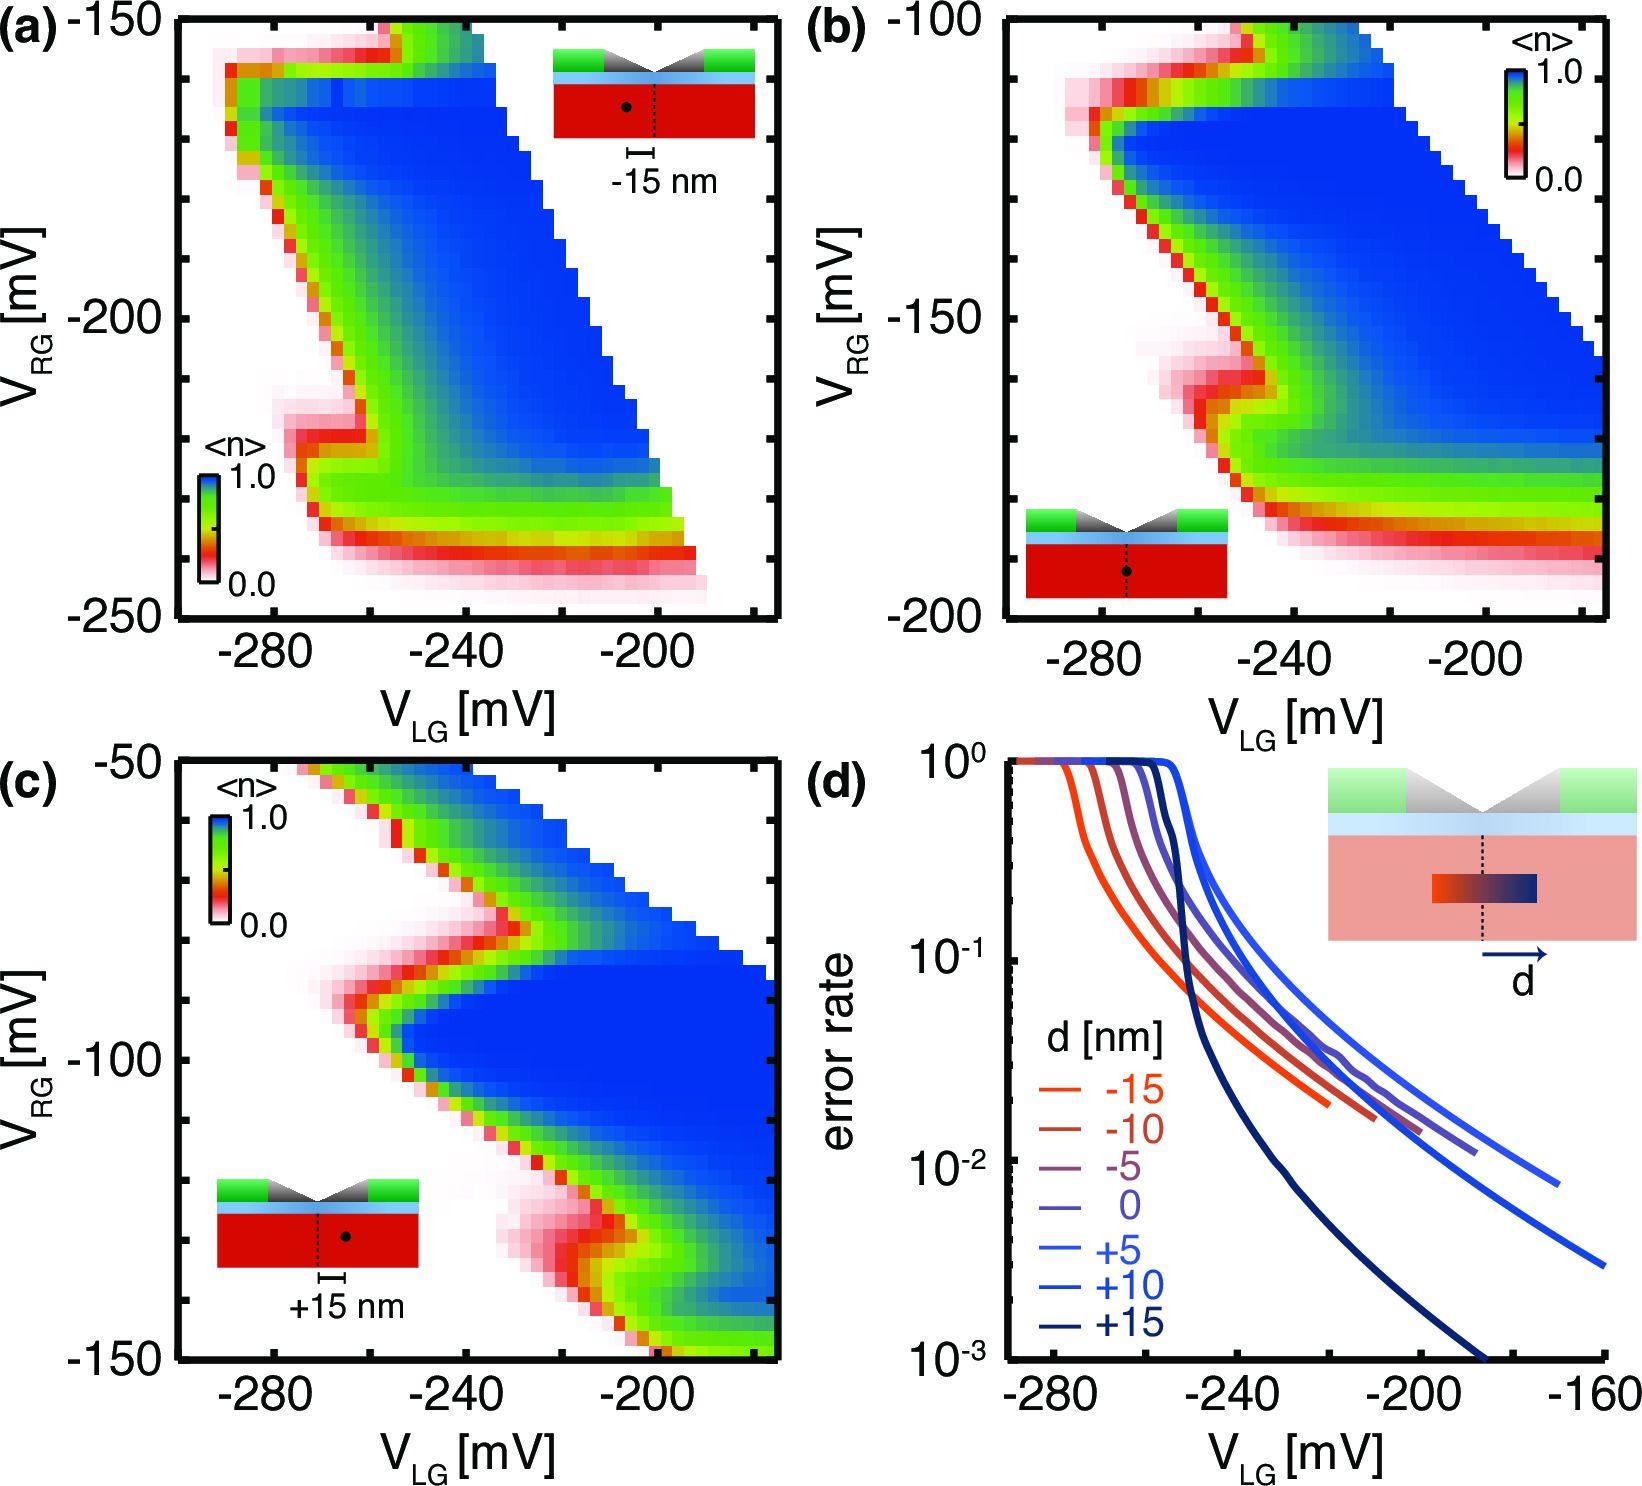 (a)
-150
-200
-250
V_RG [mV]
<n>
1.0
0.0
-15 nm
-280 -240 -200
V_LG [mV]
(b)
-100
-150
-200
V_RG [mV]
<n>
1.0
0.0
-280 -240 -200
V_LG [mV]
(c)
-50
-100
-150
V_RG [mV]
<n>
1.0
0.0
+15 nm
-280 -240 -200
V_LG [mV]
(d)
10^0
10^-1
10^-2
10^-3
error rate
d
d [nm]
-15
-10
-5
0
+5
+10
+15
-280 -240 -200 -160
V_LG [mV]